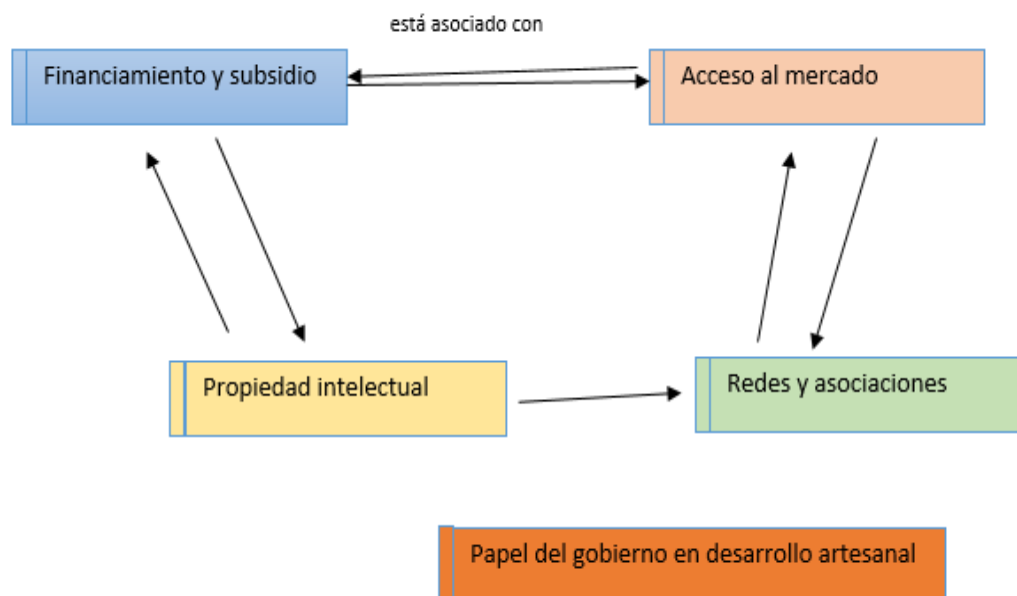 está asociado con
Financiamiento y subsidio
Acceso al mercado
Propiedad intelectual
Redes y asociaciones
Papel del gobierno en desarrollo artesanal